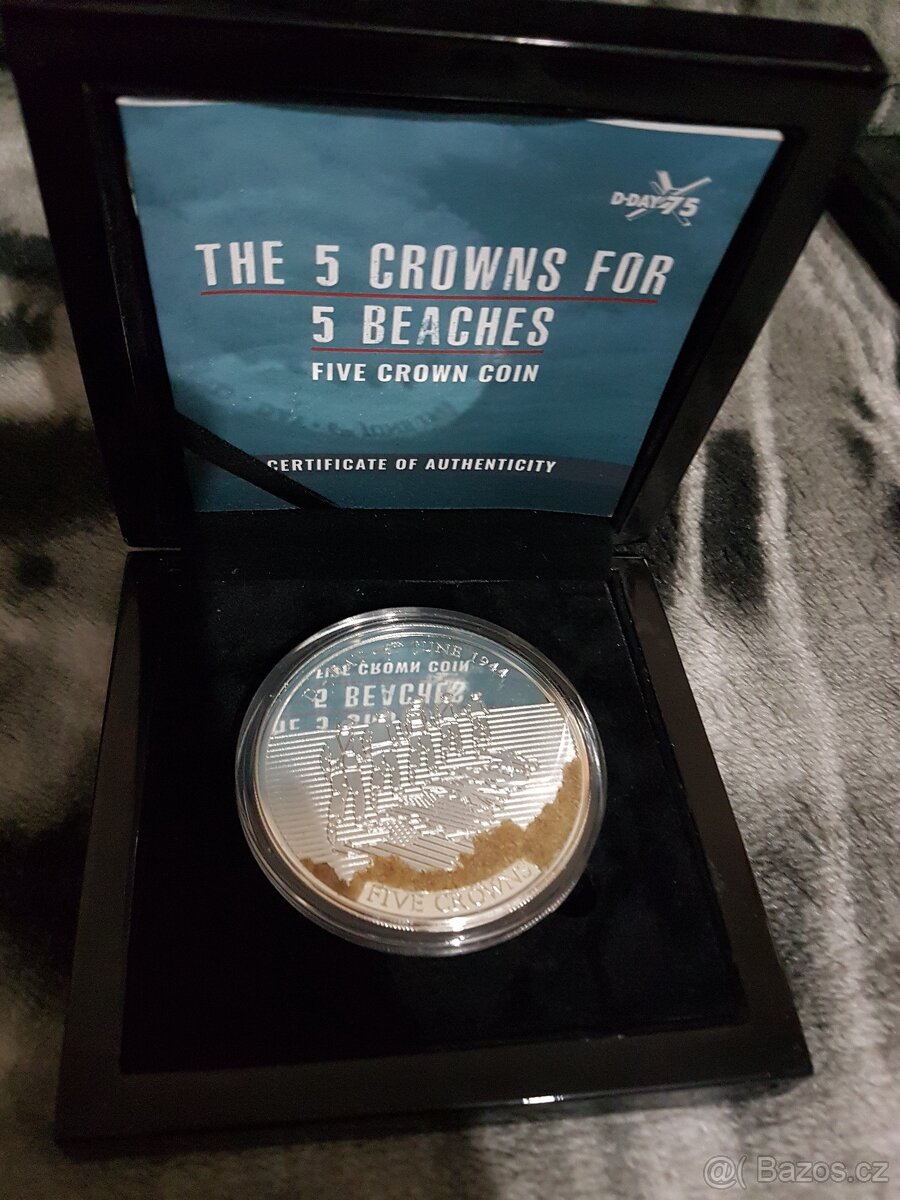 D-DAY 75
THE 5 CROWNS FOR
5 BEACHES
FIVE CROWN COIN
CERTIFICATE OF AUTHENTICITY
6TH JUNE 1944
FIVE CROWN COIN
5 BEACHES
FIVE CROWNS
@( Bazos.cz